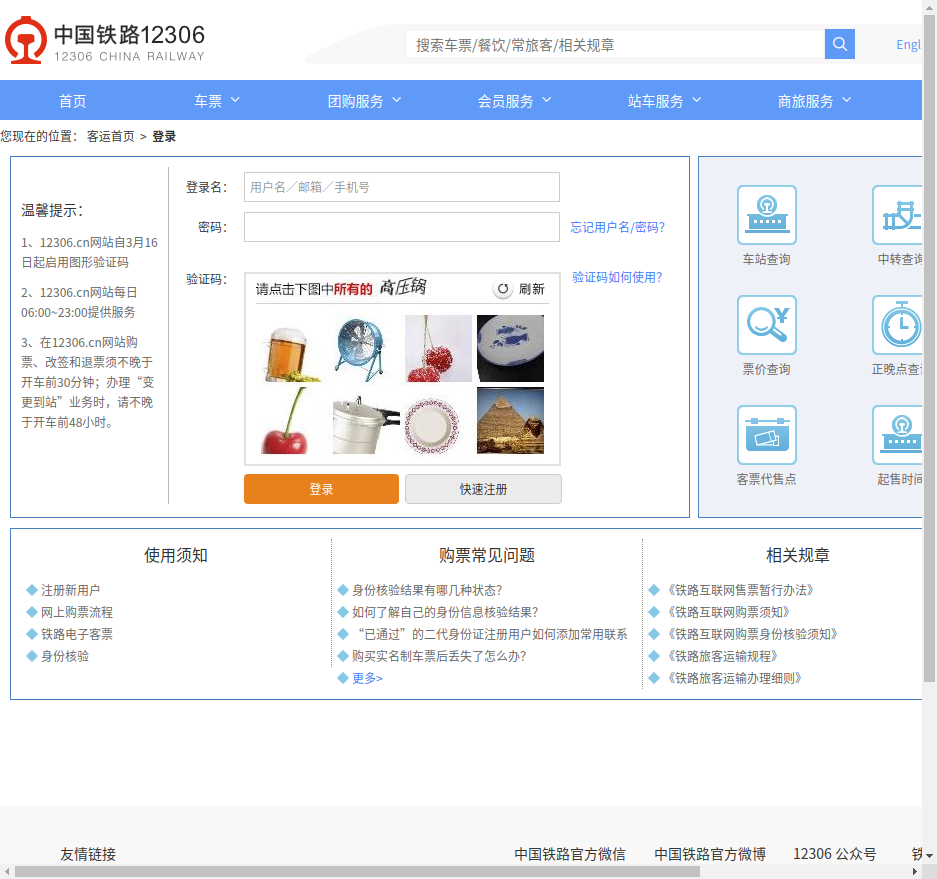 中国铁路12306
12306 CHINA RAILWAY
搜索车票/餐饮/常旅客/相关规章
Engl
首页
车票
团购服务
会员服务
站车服务
商旅服务
您现在的位置： 客运首页 > 登录
温馨提示：
1、12306.cn网站自3月16
日起启用图形验证码
2、12306.cn网站每日
06:00~23:00提供服务
3、在12306.cn网站购
票、改签和退票须不晚于
开车前30分钟；办理“变
更到站”业务时，请不晚
于开车前48小时。
登录名：
用户名／邮箱／手机号
密码：
忘记用户名/密码?
验证码：
请点击下图中所有的 高压锅
刷新
验证码如何使用?
登录
快速注册
车站查询
中转查询
票价查询
正晚点查询
客票代售点
起售时间
使用须知
注册新用户
网上购票流程
铁路电子客票
身份核验
购票常见问题
身份核验结果有哪几种状态?
如何了解自己的身份信息核验结果?
“已通过”的二代身份证注册用户如何添加常用联系
购买实名制车票后丢失了怎么办?
更多>
相关规章
《铁路互联网售票暂行办法》
《铁路互联网购票须知》
《铁路互联网购票身份核验须知》
《铁路旅客运输规程》
《铁路旅客运输办理细则》
友情链接
中国铁路官方微信
中国铁路官方微博
12306 公众号
铁